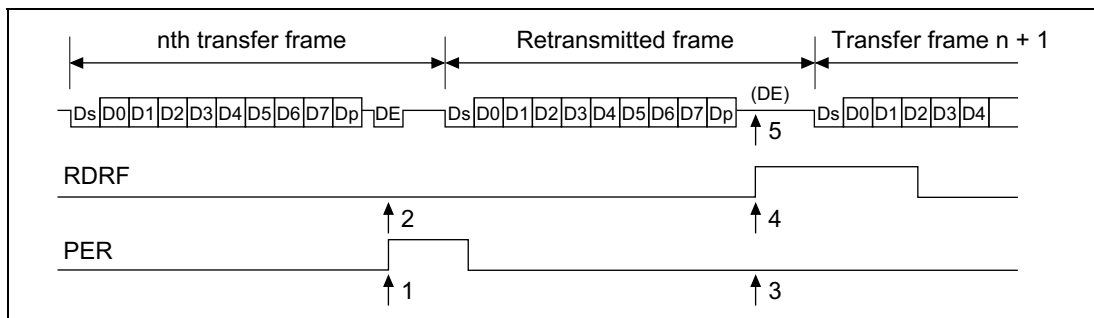 nth transfer frame Retransmitted frame Transfer frame n + 1
(DE)
Ds D0 D1 D2 D3 D4 D5 D6 D7 Dp DE Ds D0 D1 D2 D3 D4 D5 D6 D7 Dp Ds D0 D1 D2 D3 D4
5
RDRF
2 4
PER
1 3